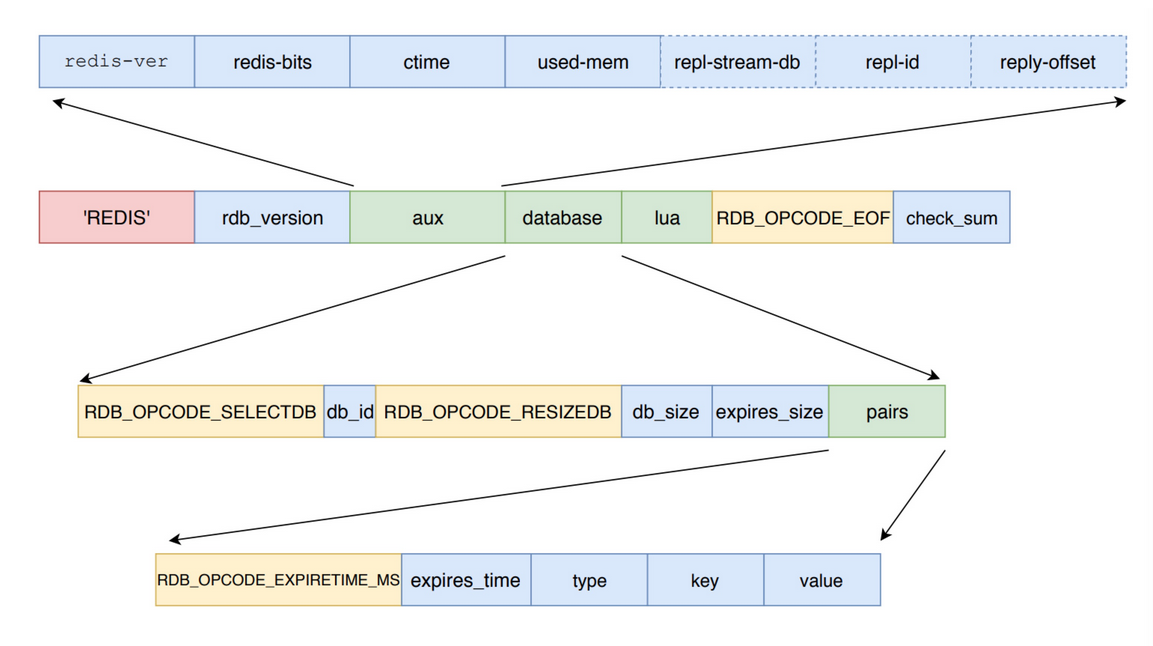 redis-ver redis-bits ctime used-mem repl-stream-db repl-id reply-offset
'REDIS' rdb_version aux database lua RDB_OPCODE_EOF check_sum
RDB_OPCODE_SELECTDB db_id RDB_OPCODE_RESIZEDB db_size expires_size pairs
RDB_OPCODE_EXPIRETIME_MS expires_time type key value